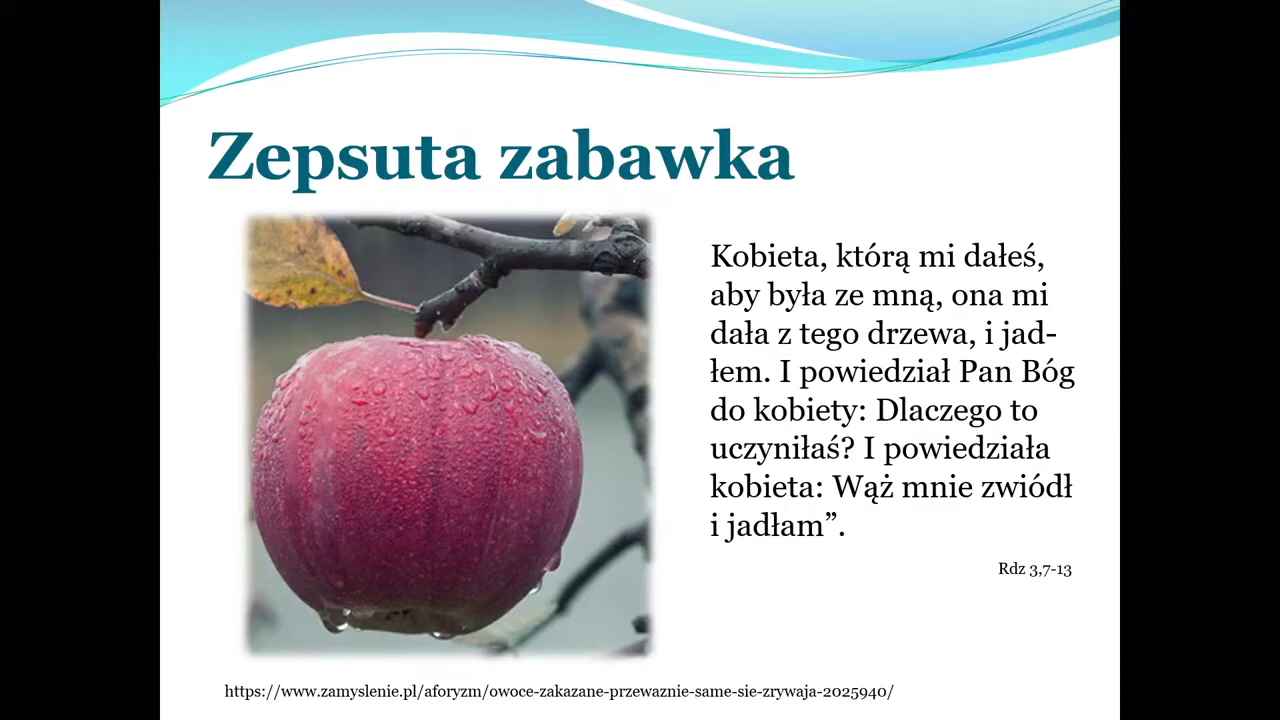 Zepsuta zabawka
Kobieta, którą mi dałeś,
aby była ze mną, ona mi
dała z tego drzewa, i jad-
łem. I powiedział Pan Bóg
do kobiety: Dlaczego to
uczyniłaś? I powiedziała
kobieta: Wąż mnie zwiódł
i jadłam”.
Rdz 3,7-13
https://www.zamyslenie.pl/aforyzm/owoce-zakazane-przewaznie-same-sie-zrywaja-2025940/